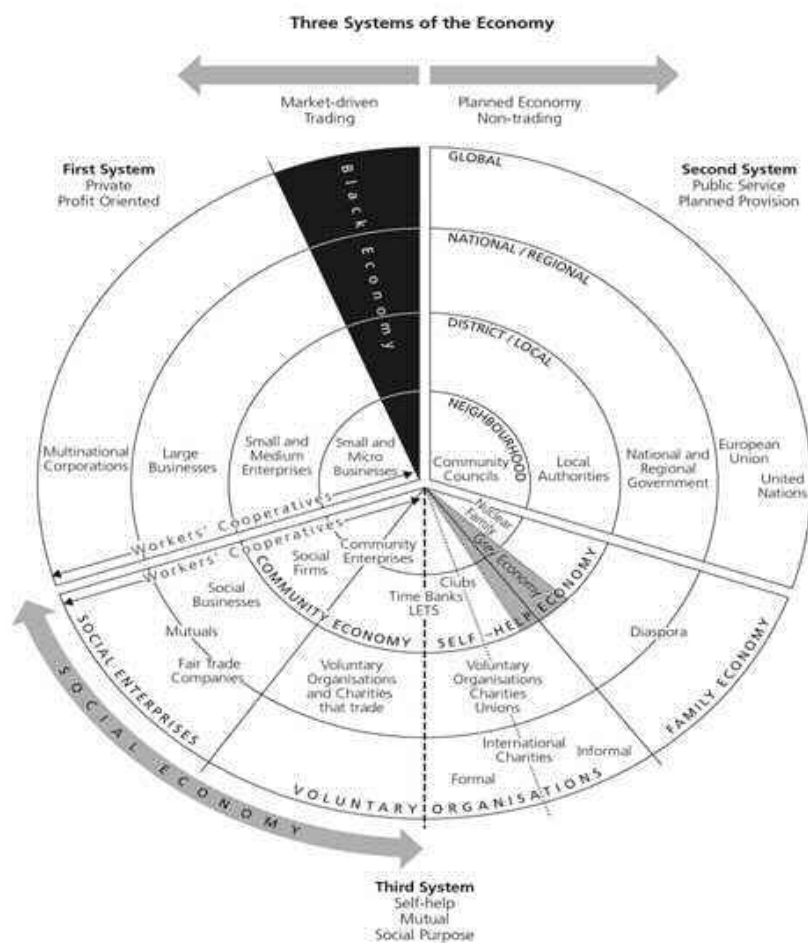 Three Systems of the Economy
Market-driven
Trading
Planned Economy
Non-trading
First System
Private
Profit Oriented
Second System
Public Service
Planned Provision
Black Economy
GLOBAL
NATIONAL / REGIONAL
DISTRICT / LOCAL
NEIGHBOURHOOD
Multinational
Corporations
Large
Businesses
Small and
Medium
Enterprises
Small and
Micro
Businesses
Community
Councils
Local
Authorities
National and
Regional
Government
European
Union
United
Nations
Workers' Cooperatives
Workers' Cooperatives
Nuclear
Family
Grey Economy
Community
Enterprises
Social
Firms
Social
Businesses
Mutuals
Fair Trade
Companies
Clubs
Time Banks
LETS
COMMUNITY ECONOMY
SELF-HELP ECONOMY
Diaspora
Voluntary
Organisations
and Charities
that trade
Voluntary
Organisations
Charities
Unions
International
Charities
Informal
Formal
SOCIAL ENTERPRISES
VOLUNTARY ORGANISATIONS
FAMILY ECONOMY
SOCIAL ECONOMY
Third System
Self-help
Mutual
Social Purpose